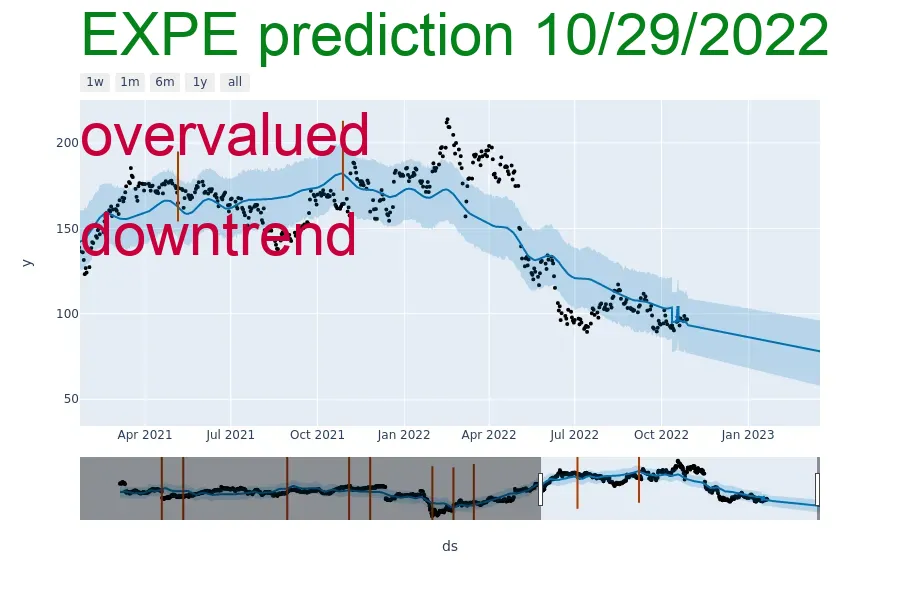 EXPE prediction 10/29/2022
1w 1m 6m 1y all
overvalued
downtrend
200
150
100
50
y
Apr 2021 Jul 2021 Oct 2021 Jan 2022 Apr 2022 Jul 2022 Oct 2022 Jan 2023
ds